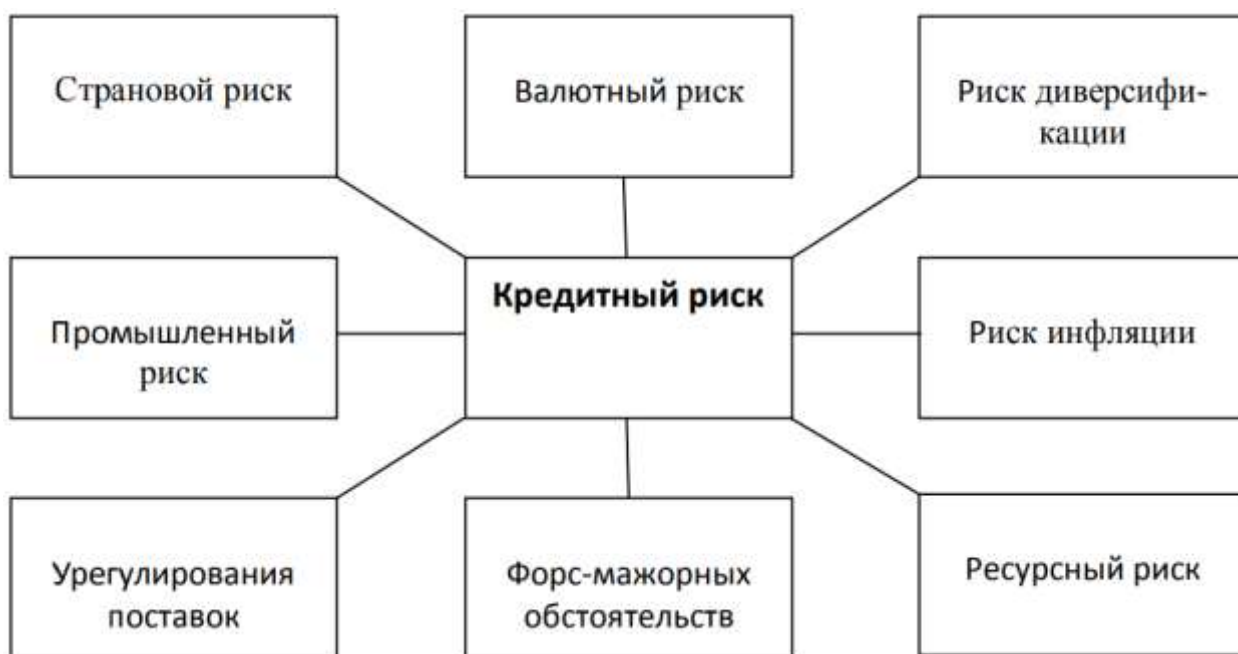 Страновой риск
Валютный риск
Риск диверсифи-
кации
Кредитный риск
Промышленный
риск
Риск инфляции
Урегулирования
поставок
Форс-мажорных
обстоятельств
Ресурсный риск